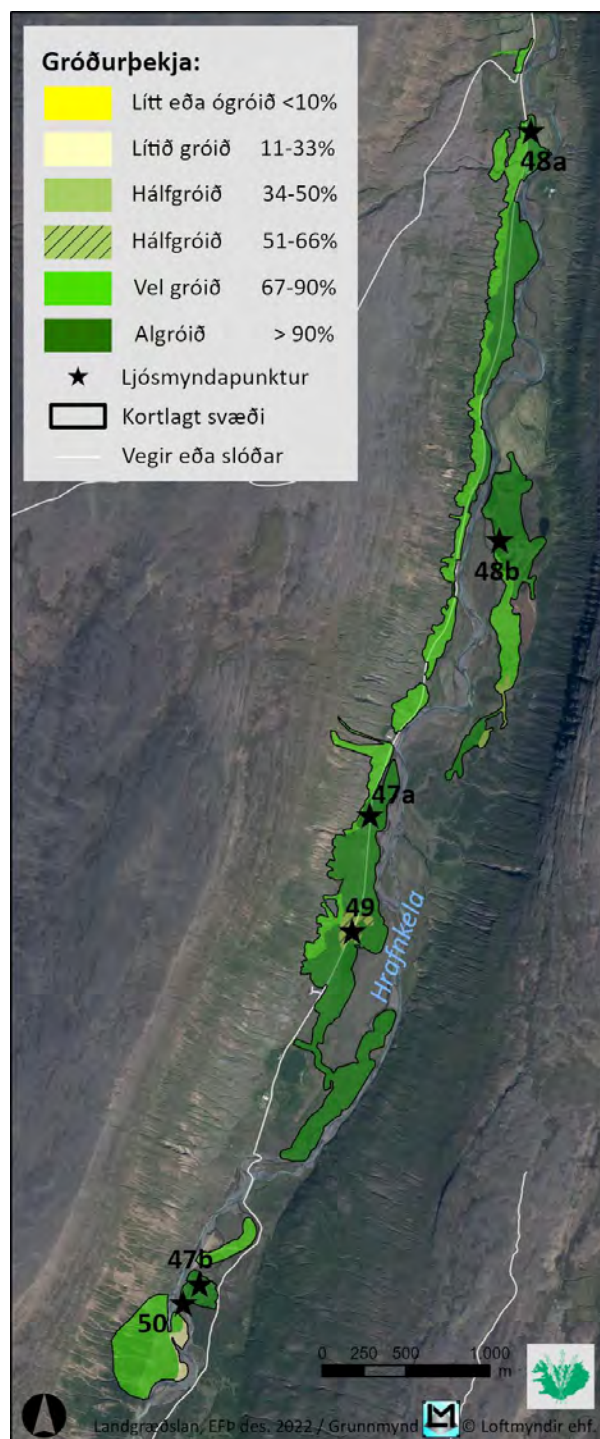 Gróðurþekja:
Lítt eða ógróið <10%
Lítið gróið 11-33%
Hálfgróið 34-50%
Hálfgróið 51-66%
Vel gróið 67-90%
Algróið > 90%
Ljósmyndapunktur
Kortlagt svæði
Vegir eða slóðar
48a
48b
47a
49
Hrafnkela
47b
50
0 250 500 1 000
m
Landgræðslan, EFÞ des. 2022 / Grunnmynd LM © Loftmyndir ehf.